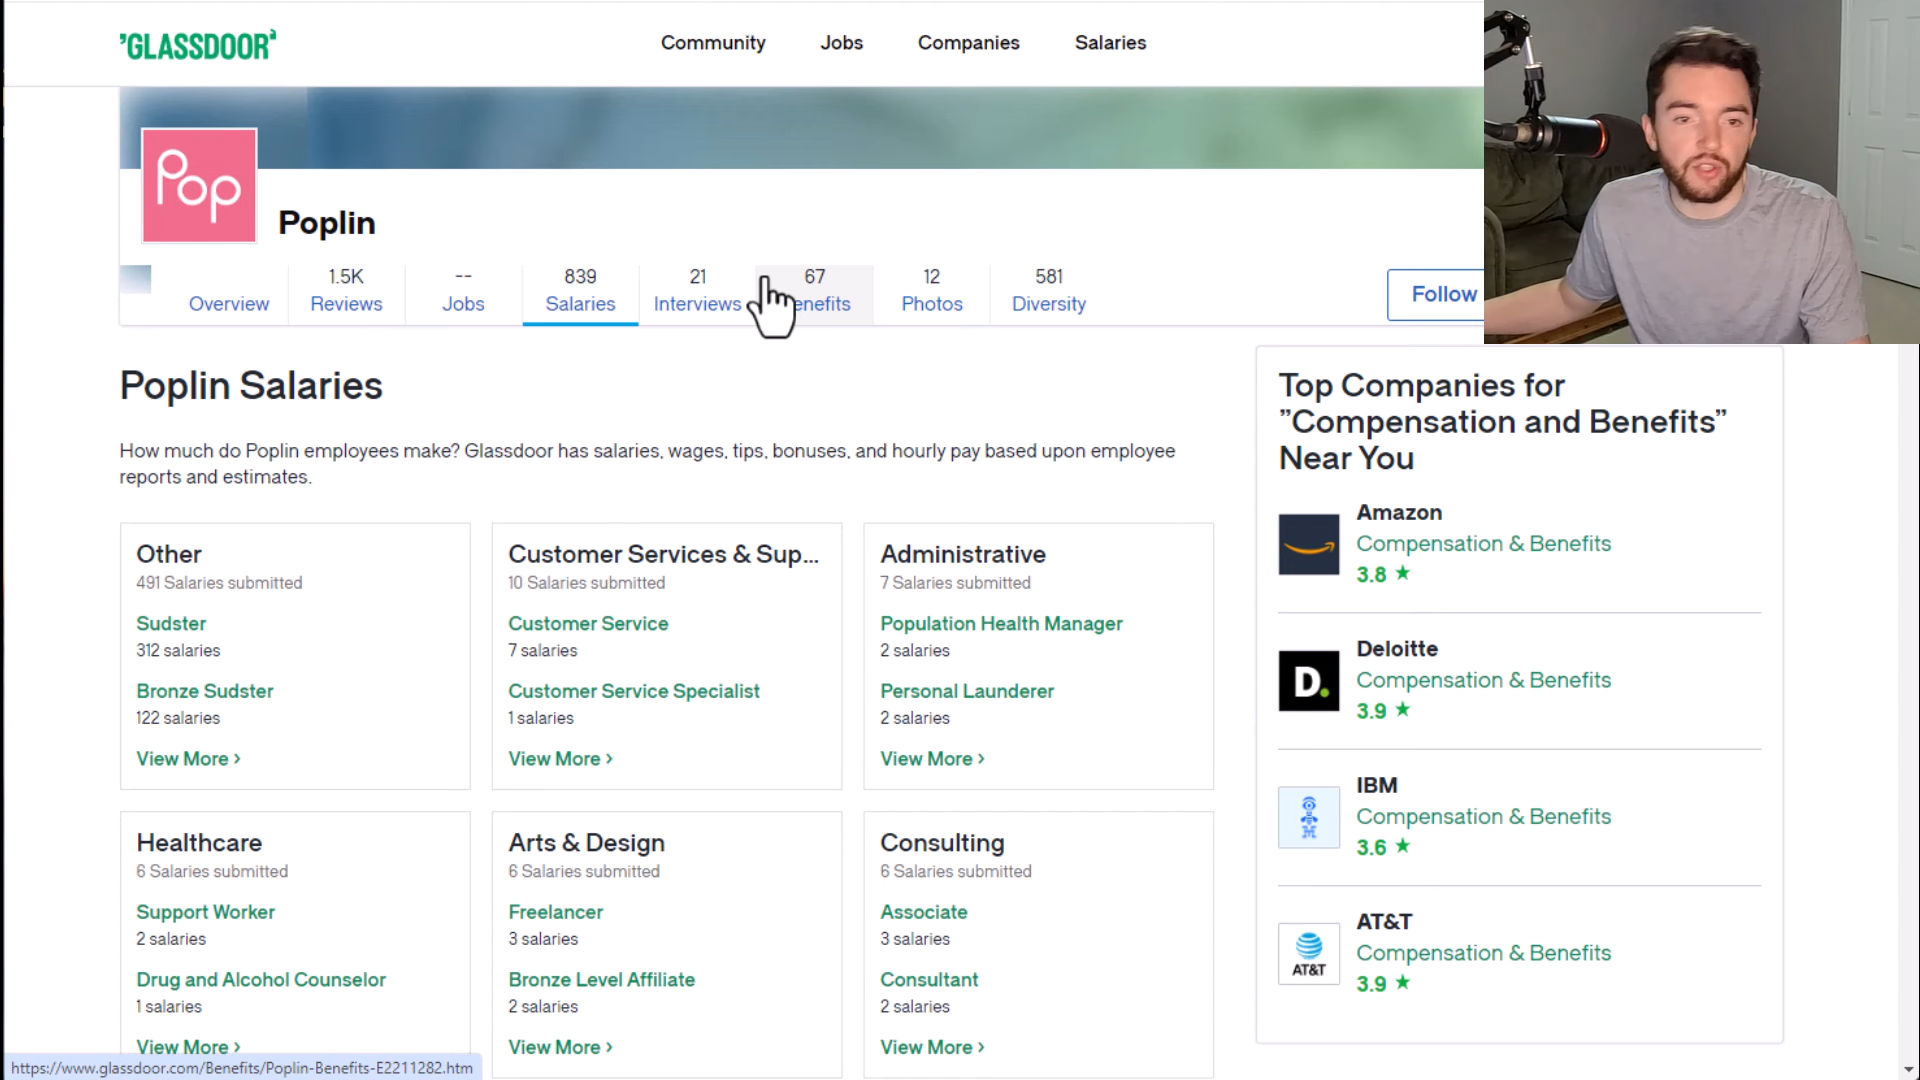 GLASSDOOR
Community Jobs Companies Salaries
Pop
Poplin
Overview
1.5K
Reviews
--
Jobs
839
Salaries
21
Interviews
67
enefits
12
Photos
581
Diversity
Follow
Poplin Salaries
How much do Poplin employees make? Glassdoor has salaries, wages, tips, bonuses, and hourly pay based upon employee
reports and estimates.
Other
491 Salaries submitted
Sudster
312 salaries
Bronze Sudster
122 salaries
View More ›
Customer Services & Sup...
10 Salaries submitted
Customer Service
7 salaries
Customer Service Specialist
1 salaries
View More ›
Administrative
7 Salaries submitted
Population Health Manager
2 salaries
Personal Launderer
2 salaries
View More ›
Healthcare
6 Salaries submitted
Support Worker
2 salaries
Drug and Alcohol Counselor
1 salaries
View More ›
Arts & Design
6 Salaries submitted
Freelancer
3 salaries
Bronze Level Affiliate
2 salaries
View More ›
Consulting
6 Salaries submitted
Associate
3 salaries
Consultant
2 salaries
View More ›
Top Companies for
”Compensation and Benefits”
Near You
Amazon
Compensation & Benefits
3.8 ★
D.
Deloitte
Compensation & Benefits
3.9 ★
M
IBM
Compensation & Benefits
3.6 ★
AT&T
AT&T
Compensation & Benefits
3.9 ★
https://www.glassdoor.com/Benefits/Poplin-Benefits-E2211282.htm